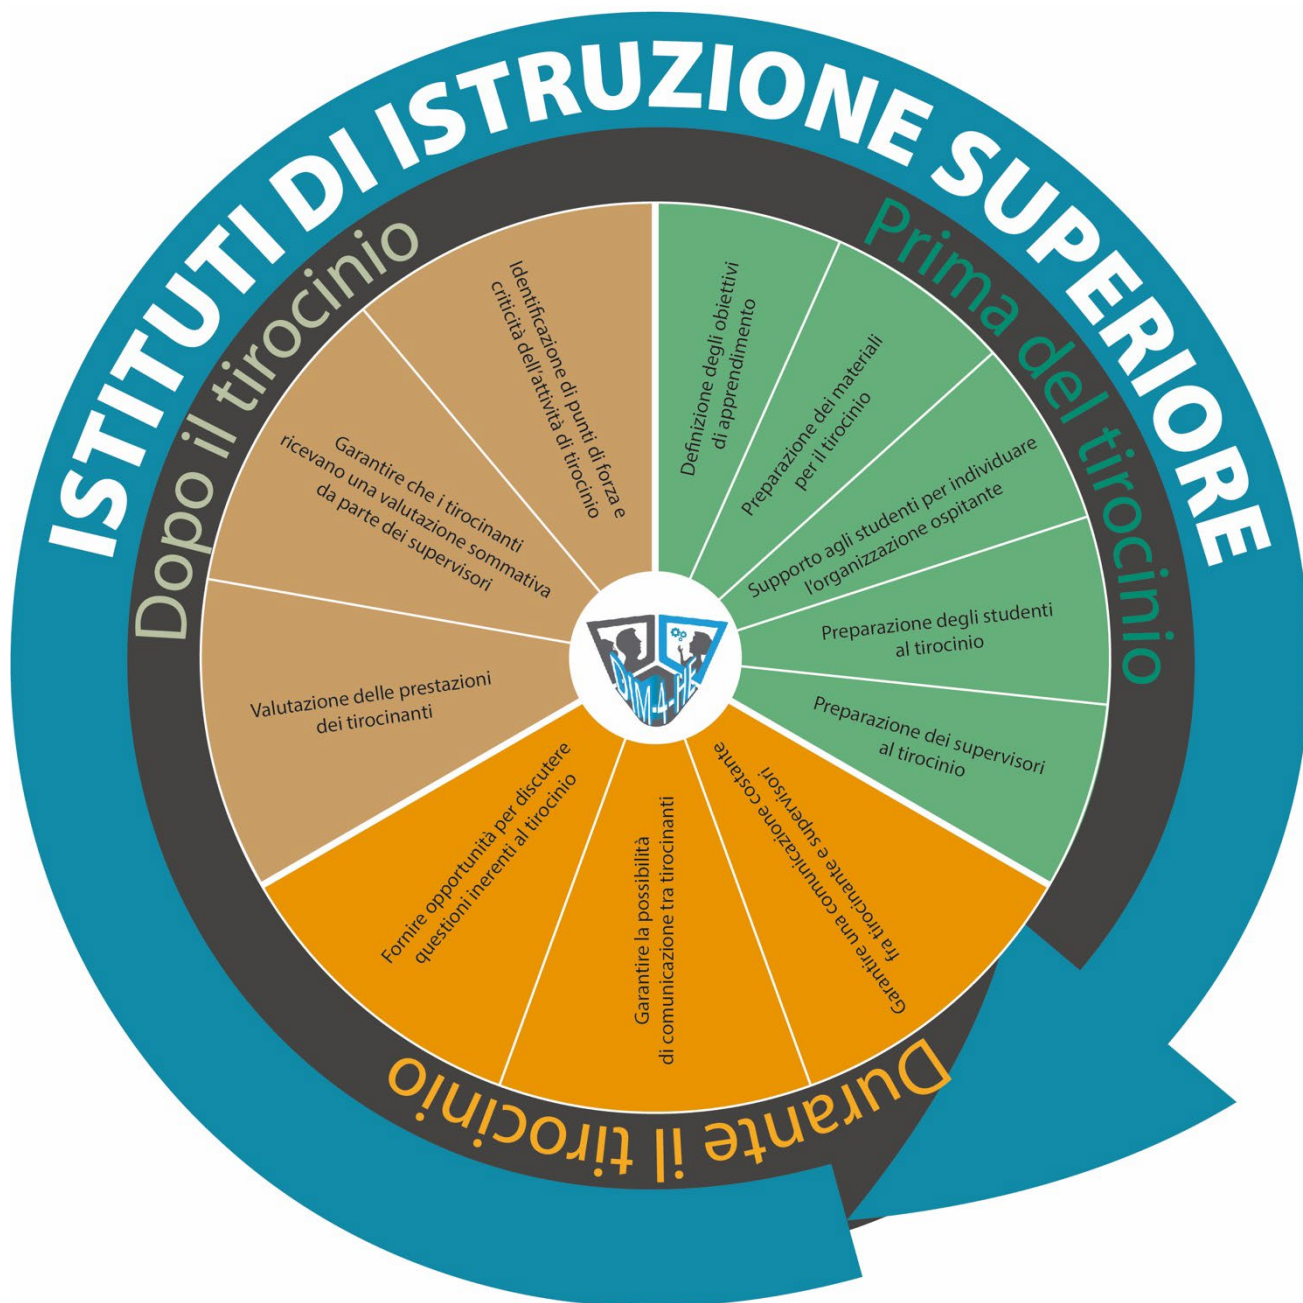 ISTITUTI DI ISTRUZIONE SUPERIORE
Prima del tirocinio
Definizione degli obiettivi
di apprendimento
Preparazione dei materiali
per il tirocinio
Supporto agli studenti per individuare
l'organizzazione ospitante
Preparazione degli studenti
al tirocinio
Preparazione dei supervisori
al tirocinio
Durante il tirocinio
Garantire una comunicazione costante
fra tirocinante e supervisori
Garantire la possibilità
di comunicazione tra tirocinanti
Fornire opportunità per discutere
questioni inerenti al tirocinio
Dopo il tirocinio
Valutazione delle prestazioni
dei tirocinanti
Garantire che i tirocinanti
ricevano una valutazione sommativa
da parte dei supervisori
Identificazione di punti di forza e
criticità dell'attività di tirocinio
DIM-4-HE